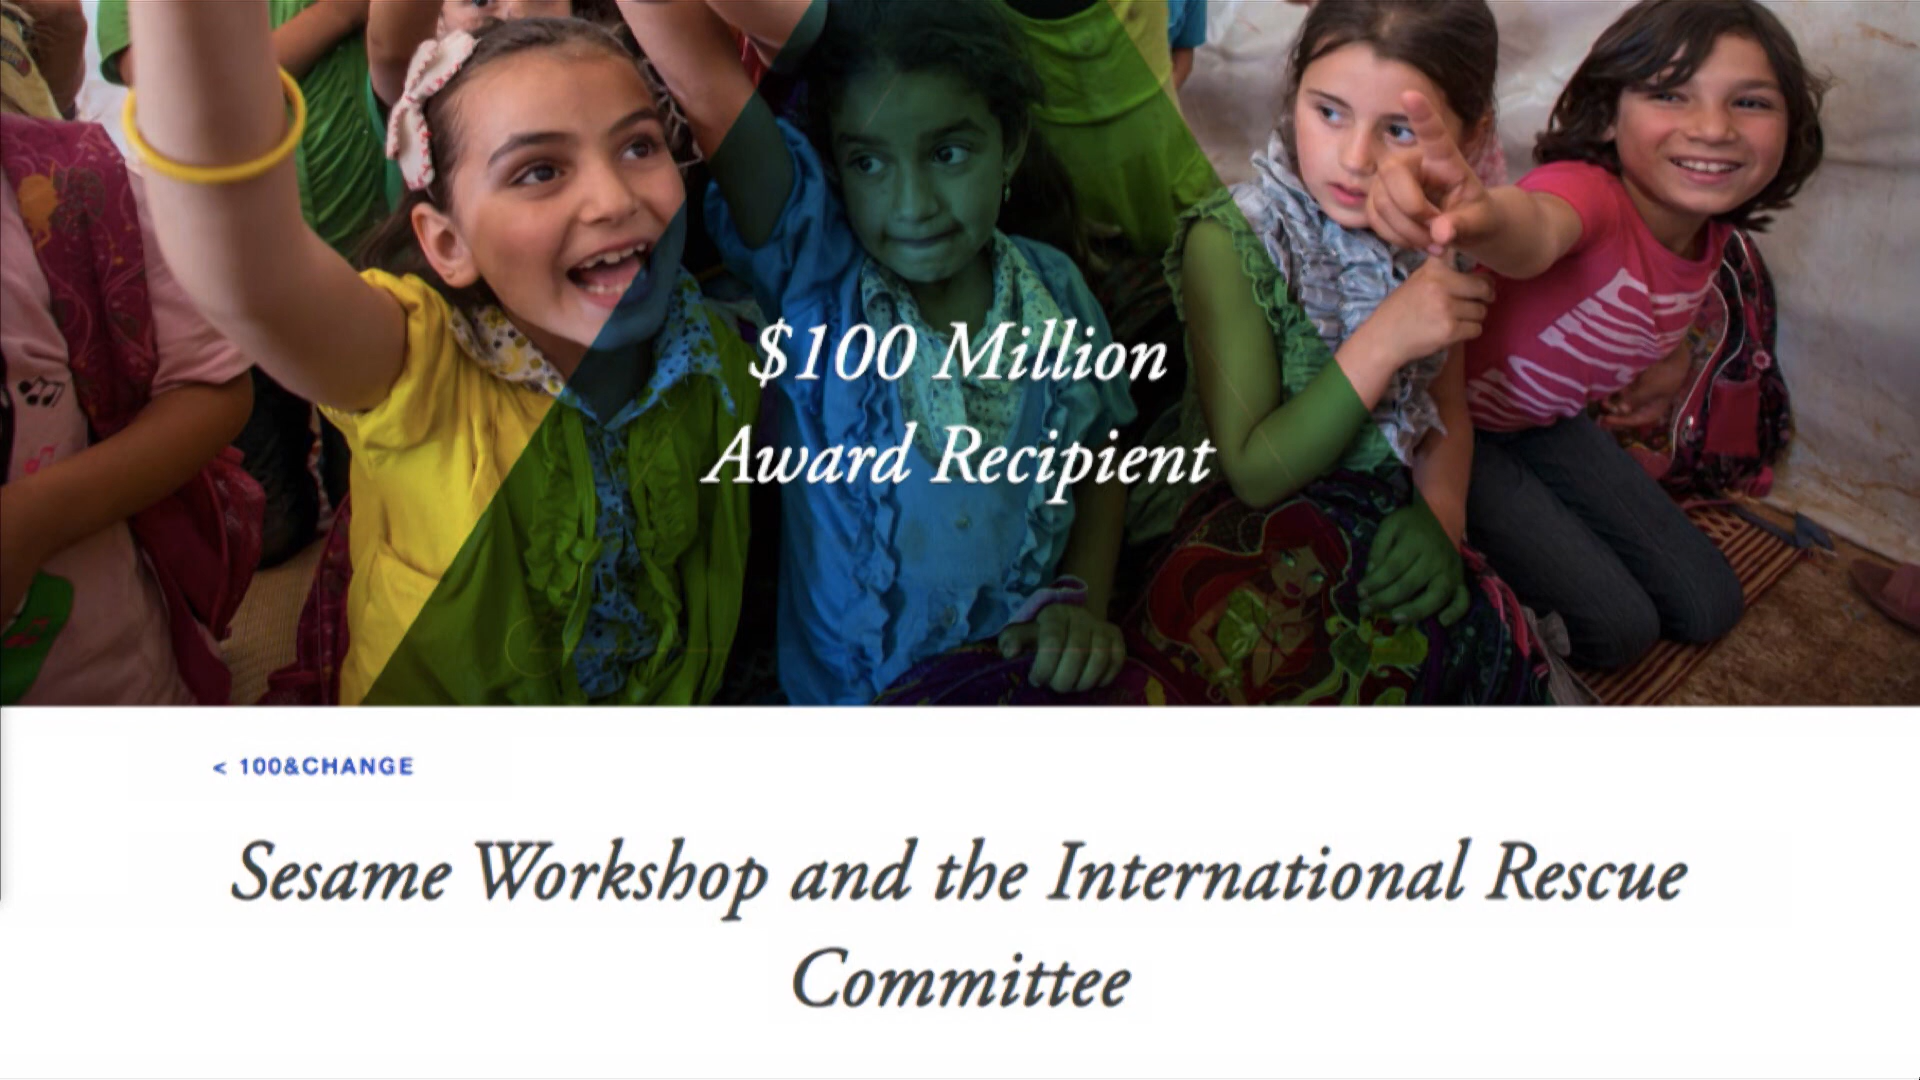 $100 Million
Award Recipient
< 100&CHANGE
Sesame Workshop and the International Rescue
Committee